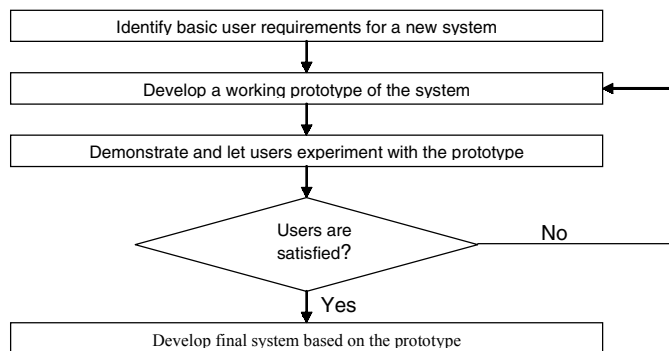 Identify basic user requirements for a new system
Develop a working prototype of the system
Demonstrate and let users experiment with the prototype
Users are
satisfied?
No
Yes
Develop final system based on the prototype